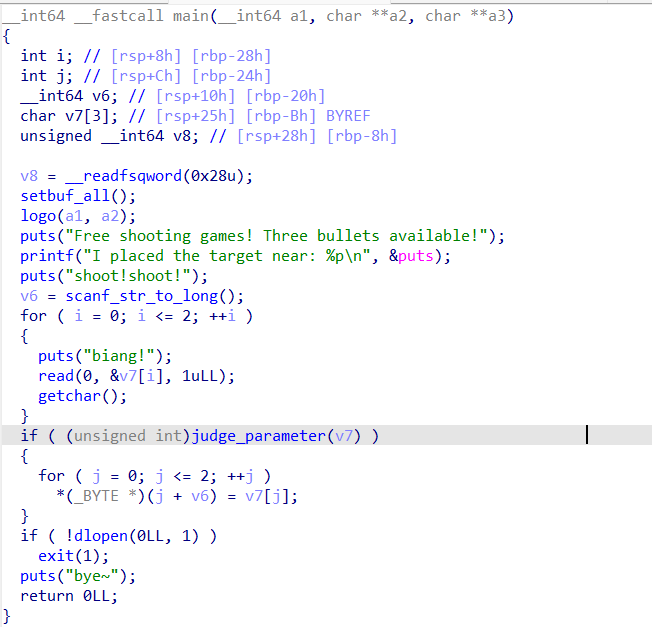 __int64 __fastcall main(__int64 a1, char **a2, char **a3)
{
  int i; // [rsp+8h] [rbp-28h]
  int j; // [rsp+Ch] [rbp-24h]
  __int64 v6; // [rsp+10h] [rbp-20h]
  char v7[3]; // [rsp+25h] [rbp-Bh] BYREF
  unsigned __int64 v8; // [rsp+28h] [rbp-8h]

  v8 = __readfsqword(0x28u);
  setbuf_all();
  logo(a1, a2);
  puts("Free shooting games! Three bullets available!");
  printf("I placed the target near: %p\n", &puts);
  puts("shoot!shoot!");
  v6 = scanf_str_to_long();
  for ( i = 0; i <= 2; ++i )
  {
    puts("biang!");
    read(0, &v7[i], 1uLL);
    getchar();
  }
  if ( (unsigned int)judge_parameter(v7) )
  {
    for ( j = 0; j <= 2; ++j )
      *(_BYTE *)(j + v6) = v7[j];
  }
  if ( !dlopen(0LL, 1) )
    exit(1);
  puts("bye~");
  return 0LL;
}